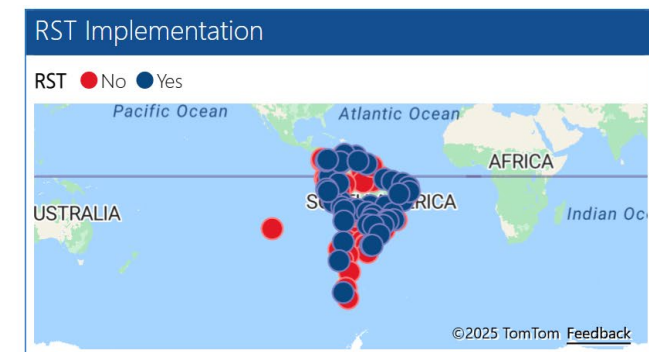 RST Implementation
RST No Yes
Pacific Ocean
Atlantic Ocean
AFRICA
USTRALIA
Indian Oc
©2025 TomTom Feedback